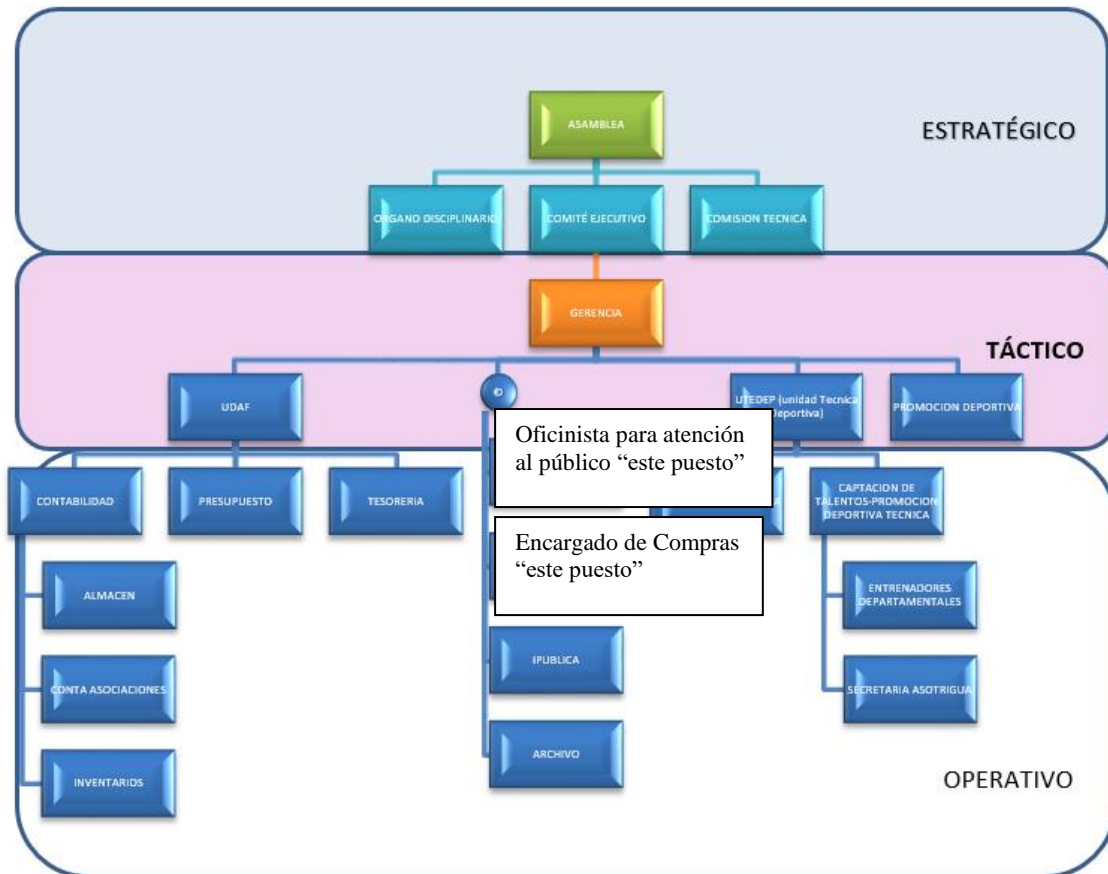 ASAMBLEA
ESTRATÉGICO
ORGANO DISCIPLINARIO
COMITÉ EJECUTIVO
COMISION TECNICA
GERENCIA
TÁCTICO
UDAF
©
UTEDEP (unidad Tecnica
Deportiva)
PROMOCION DEPORTIVA
Oficinista para atención
al público “este puesto”
CONTABILIDAD
PRESUPUESTO
TESORERIA
CAPTACION DE
TALENTOS-PROMOCION
DEPORTIVA TECNICA
Encargado de Compras
“este puesto”
ALMACEN
ENTRENADORES
DEPARTAMENTALES
CONTA ASOCIACIONES
IPUBLICA
SECRETARIA ASOTRIGUA
INVENTARIOS
ARCHIVO
OPERATIVO